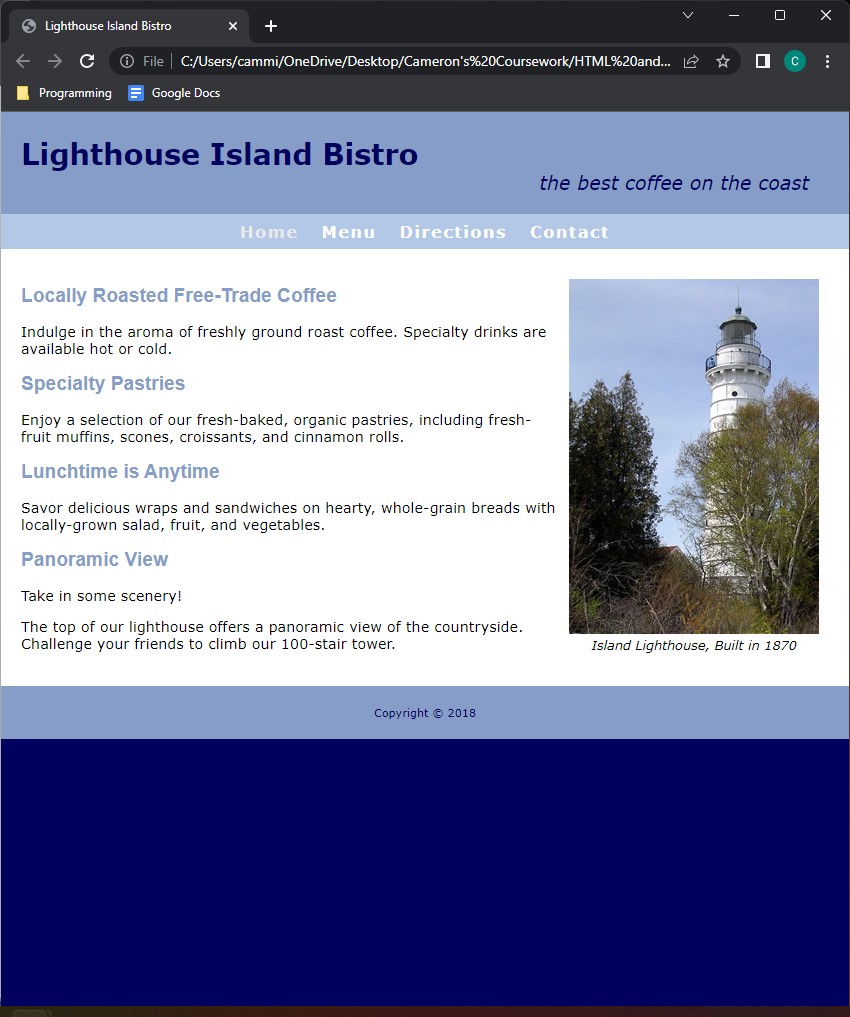 Lighthouse Island Bistro
File
C:/Users/cammi/OneDrive/Desktop/Cameron's%20Coursework/HTML%20and...
C
Programming
Google Docs
Lighthouse Island Bistro
the best coffee on the coast
Home Menu Directions Contact
Locally Roasted Free-Trade Coffee
Indulge in the aroma of freshly ground roast coffee. Specialty drinks are
available hot or cold.
Specialty Pastries
Enjoy a selection of our fresh-baked, organic pastries, including fresh-
fruit muffins, scones, croissants, and cinnamon rolls.
Lunchtime is Anytime
Savor delicious wraps and sandwiches on hearty, whole-grain breads with
locally-grown salad, fruit, and vegetables.
Panoramic View
Take in some scenery!
The top of our lighthouse offers a panoramic view of the countryside.
Challenge your friends to climb our 100-stair tower.
Island Lighthouse, Built in 1870
Copyright © 2018